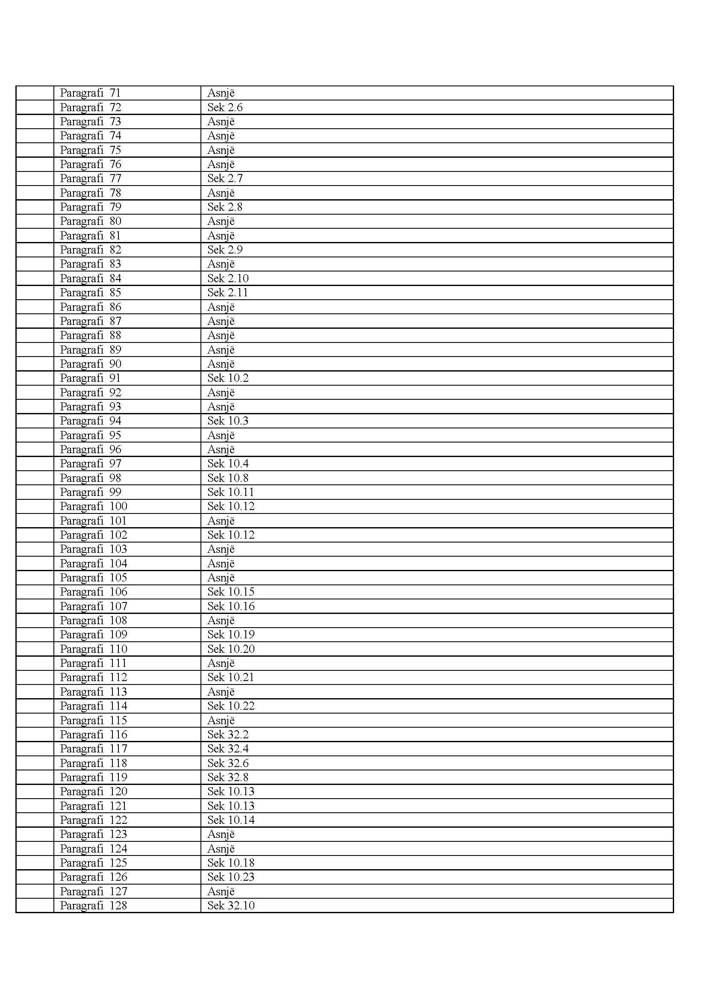 Paragrafi 71 Asnjë
Paragrafi 72 Sek 2.6
Paragrafi 73 Asnjë
Paragrafi 74 Asnjë
Paragrafi 75 Asnjë
Paragrafi 76 Asnjë
Paragrafi 77 Sek 2.7
Paragrafi 78 Asnjë
Paragrafi 79 Sek 2.8
Paragrafi 80 Asnjë
Paragrafi 81 Asnjë
Paragrafi 82 Sek 2.9
Paragrafi 83 Asnjë
Paragrafi 84 Sek 2.10
Paragrafi 85 Sek 2.11
Paragrafi 86 Asnjë
Paragrafi 87 Asnjë
Paragrafi 88 Asnjë
Paragrafi 89 Asnjë
Paragrafi 90 Asnjë
Paragrafi 91 Sek 10.2
Paragrafi 92 Asnjë
Paragrafi 93 Asnjë
Paragrafi 94 Sek 10.3
Paragrafi 95 Asnjë
Paragrafi 96 Asnjë
Paragrafi 97 Sek 10.4
Paragrafi 98 Sek 10.8
Paragrafi 99 Sek 10.11
Paragrafi 100 Sek 10.12
Paragrafi 101 Asnjë
Paragrafi 102 Sek 10.12
Paragrafi 103 Asnjë
Paragrafi 104 Asnjë
Paragrafi 105 Asnjë
Paragrafi 106 Sek 10.15
Paragrafi 107 Sek 10.16
Paragrafi 108 Asnjë
Paragrafi 109 Sek 10.19
Paragrafi 110 Sek 10.20
Paragrafi 111 Asnjë
Paragrafi 112 Sek 10.21
Paragrafi 113 Asnjë
Paragrafi 114 Sek 10.22
Paragrafi 115 Asnjë
Paragrafi 116 Sek 32.2
Paragrafi 117 Sek 32.4
Paragrafi 118 Sek 32.6
Paragrafi 119 Sek 32.8
Paragrafi 120 Sek 10.13
Paragrafi 121 Sek 10.13
Paragrafi 122 Sek 10.14
Paragrafi 123 Asnjë
Paragrafi 124 Asnjë
Paragrafi 125 Sek 10.18
Paragrafi 126 Sek 10.23
Paragrafi 127 Asnjë
Paragrafi 128 Sek 32.10